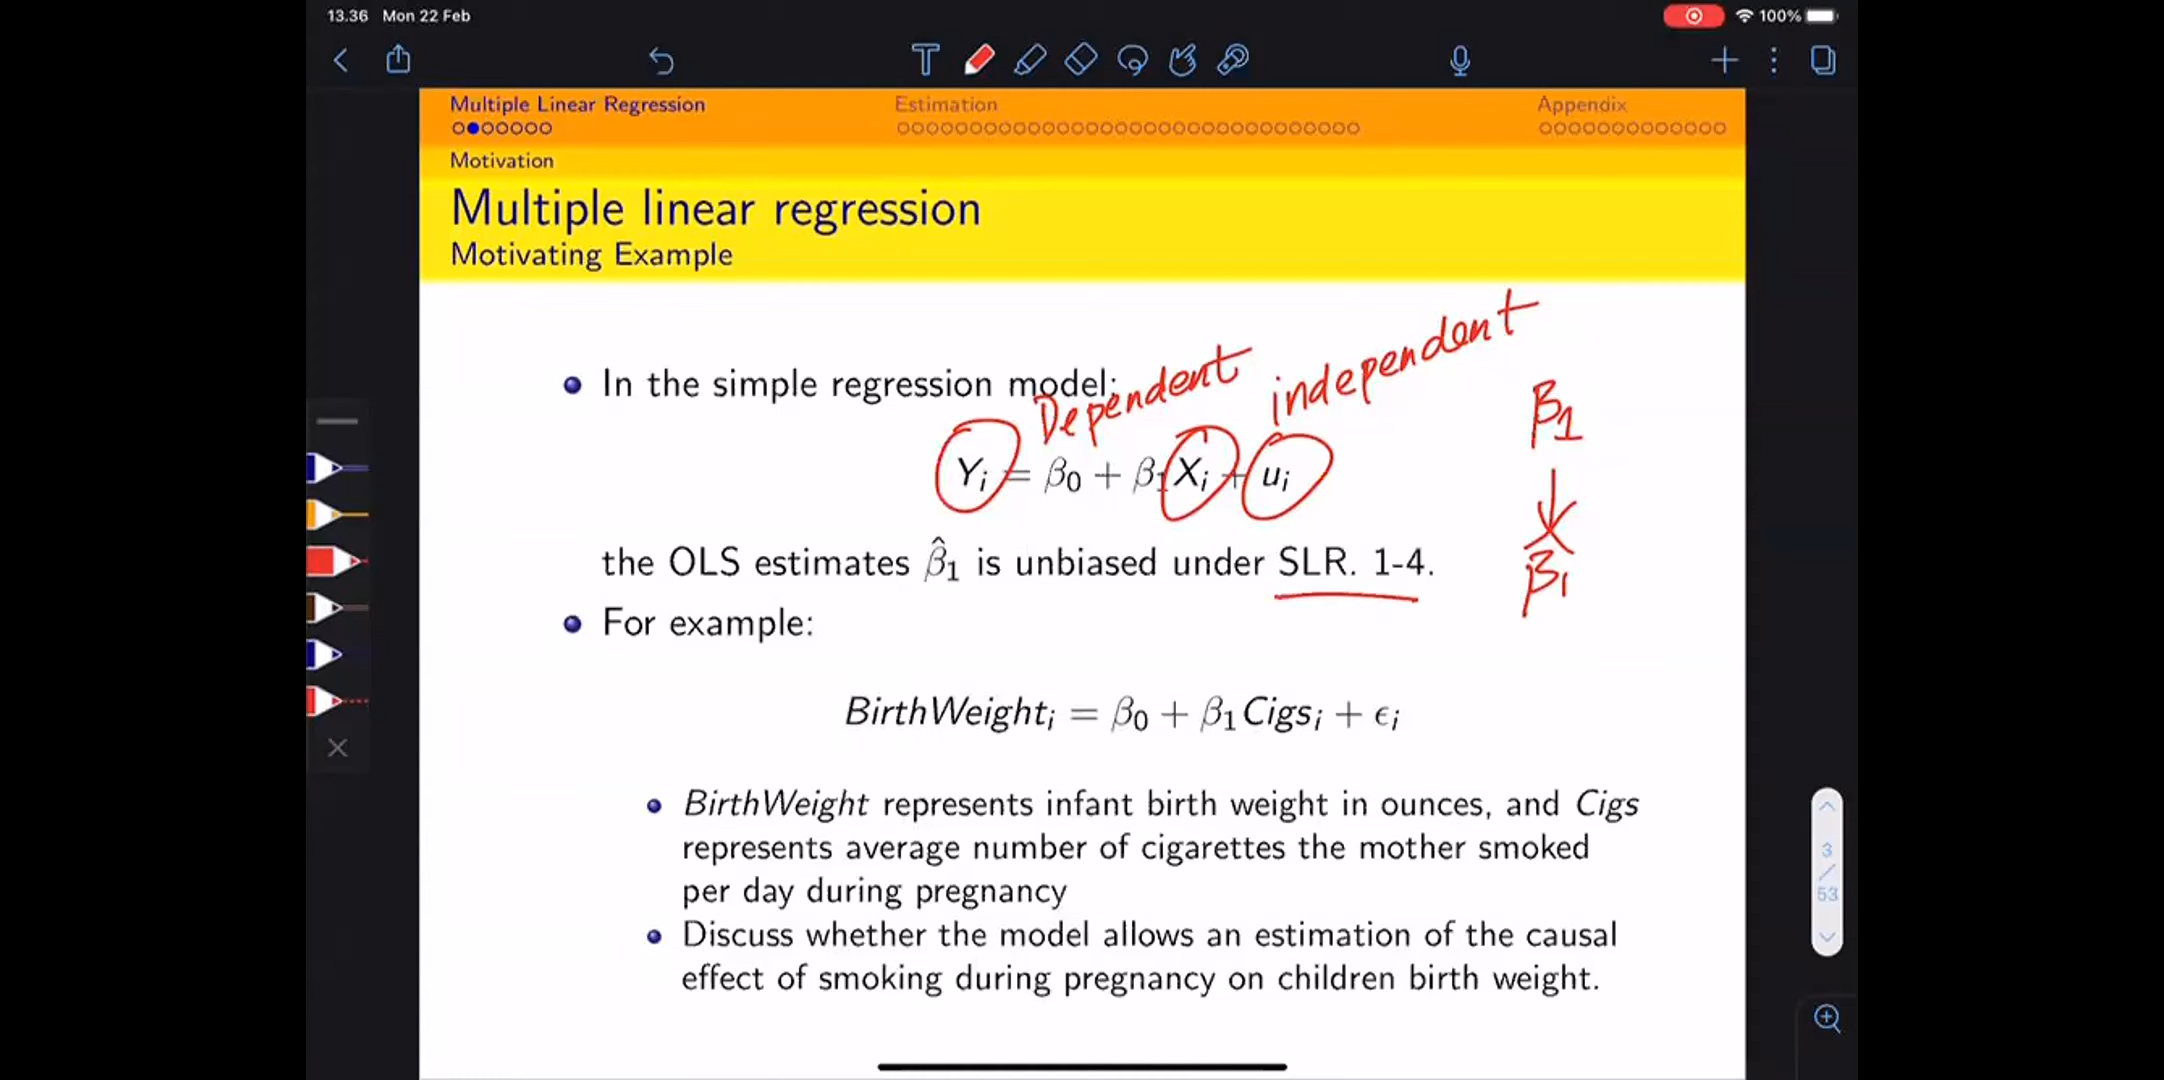 13.36 Mon 22 Feb
100%
Multiple Linear Regression
Estimation
Appendix
Motivation
Multiple linear regression
Motivating Example
In the simple regression model:
Dependent
independent
Yᵢ = β₀ + β₁Xᵢ + uᵢ
β₁
the OLS estimates β̂₁ is unbiased under SLR. 1-4.
β₁
For example:
BirthWeightᵢ = β₀ + β₁Cigsᵢ + ϵᵢ
BirthWeight represents infant birth weight in ounces, and Cigs
represents average number of cigarettes the mother smoked
per day during pregnancy
Discuss whether the model allows an estimation of the causal
effect of smoking during pregnancy on children birth weight.
3
/
53